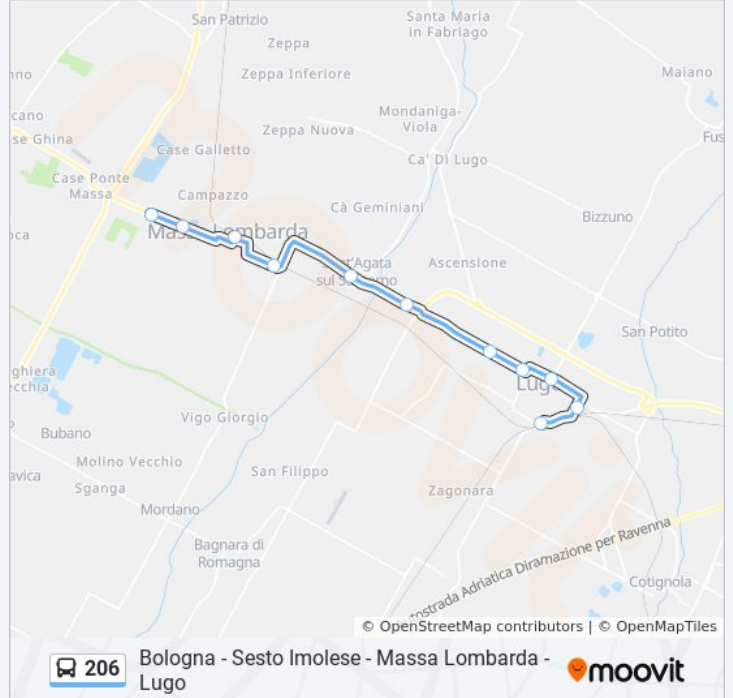 San Patrizio
Santa Maria
in Fabriago
Zeppa
Zeppa Inferiore
Maiano
Mondaniga-
Viola
Zeppa Nuova
Case Galletto
Ca' Di Lugo
Case Ponte
Massa
Campazzo
Cà Geminiani
Bizzuno
Massa Lombarda
Ascensione
San Potito
Lugo
Vigo Giorgio
Bubano
Molino Vecchio
San Filippo
Sganga
Zagonara
Mordano
Bagnara di
Romagna
Adriatica Diramazione per Ravenna
Cotignola
© OpenStreetMap contributors | © OpenMapTiles
206
Bologna - Sesto Imolese - Massa Lombarda -
Lugo
moovit